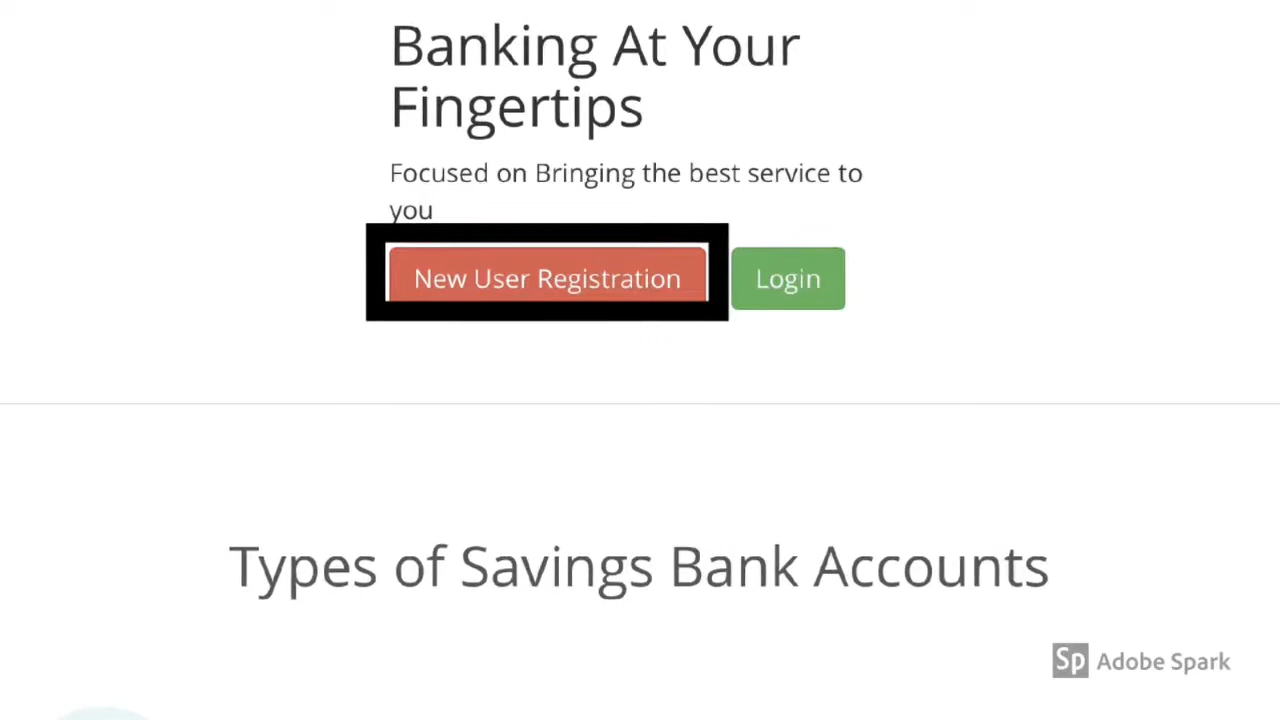 Banking At Your
Fingertips
Focused on Bringing the best service to
you
New User Registration
Login
Types of Savings Bank Accounts
Sp Adobe Spark